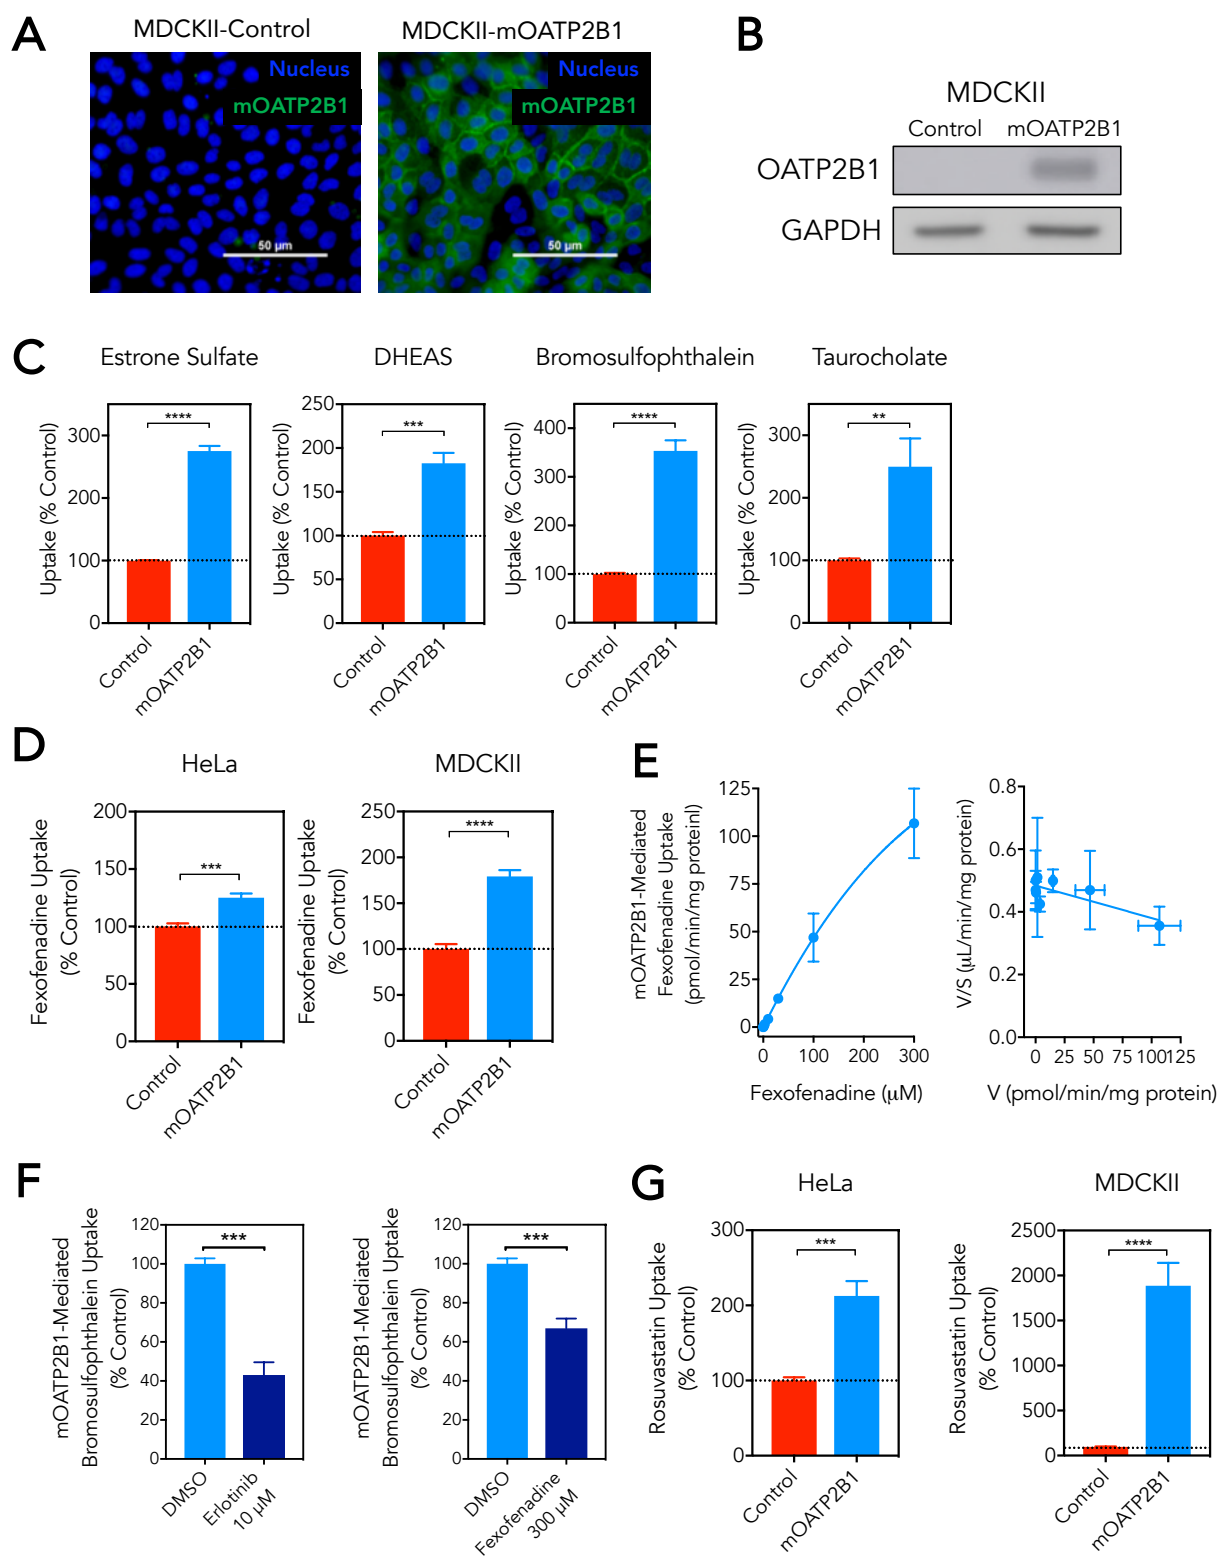 A
MDCKII-Control
Nucleus
mOATP2B1
50 µm
MDCKII-mOATP2B1
Nucleus
mOATP2B1
50 µm
B
MDCKII
Control mOATP2B1
OATP2B1
GAPDH
C
Estrone Sulfate
Uptake (% Control)
300
200
100
0
****
Control
mOATP2B1
DHEAS
Uptake (% Control)
250
200
150
100
50
0
***
Control
mOATP2B1
Bromosulfophthalein
Uptake (% Control)
400
300
200
100
0
****
Control
mOATP2B1
Taurocholate
Uptake (% Control)
300
200
100
0
**
Control
mOATP2B1
D
HeLa
Fexofenadine Uptake
(% Control)
200
150
100
50
0
***
Control
mOATP2B1
MDCKII
Fexofenadine Uptake
(% Control)
250
200
150
100
50
0
****
Control
mOATP2B1
E
mOATP2B1-Mediated
Fexofenadine Uptake
(pmol/min/mg proteinl)
125
100
75
50
25
0
0 100 200 300
Fexofenadine (µM)
V/S (µL/min/mg protein)
0.8
0.6
0.4
0.2
0.0
0 25 50 75 100 125
V (pmol/min/mg protein)
F
mOATP2B1-Mediated
Bromosulfophthalein Uptake
(% Control)
120
100
80
60
40
20
0
***
DMSO
Erlotinib
10 µM
mOATP2B1-Mediated
Bromosulfophthalein Uptake
(% Control)
120
100
80
60
40
20
0
***
DMSO
Fexofenadine
300 µM
G
HeLa
Rosuvastatin Uptake
(% Control)
300
200
100
0
***
Control
mOATP2B1
MDCKII
Rosuvastatin Uptake
(% Control)
2500
2000
1500
1000
500
0
****
Control
mOATP2B1